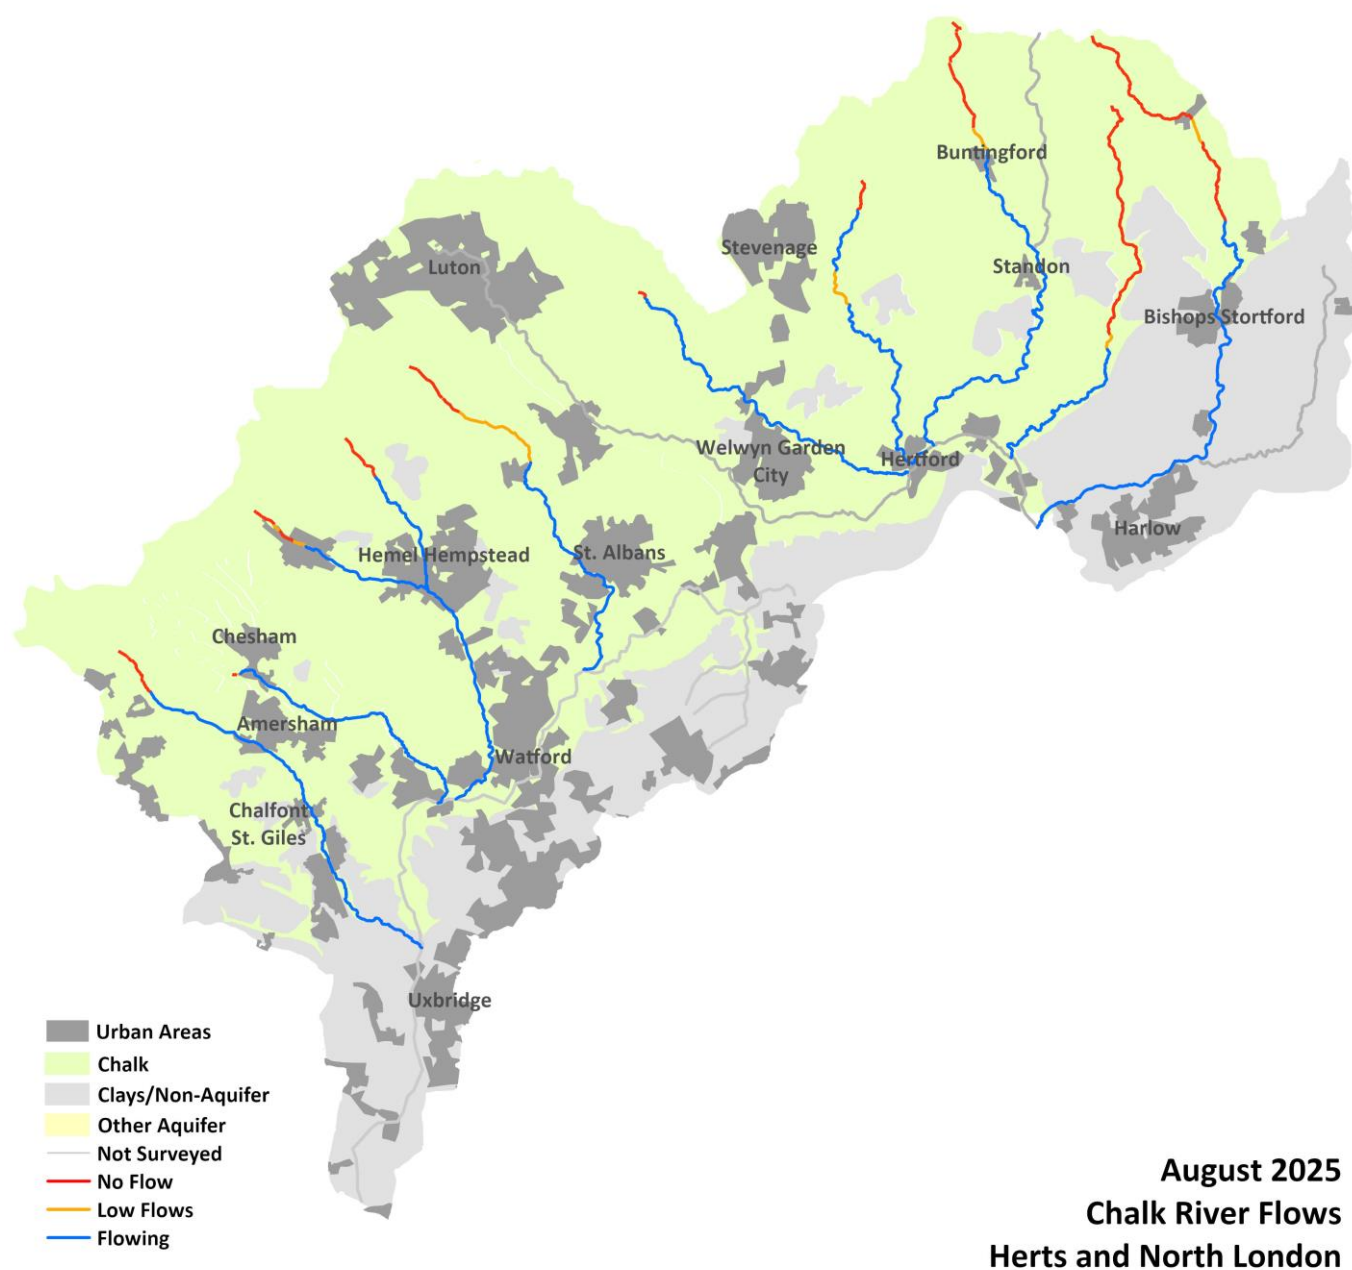 Buntingford
Stevenage
Luton
Standon
Bishops Stortford
Welwyn Garden
City
Hertford
Harlow
Hemel Hempstead
St. Albans
Chesham
Amersham
Watford
Chalfont
St. Giles
Uxbridge
Urban Areas
Chalk
Clays/Non-Aquifer
Other Aquifer
Not Surveyed
No Flow
Low Flows
Flowing
August 2025
Chalk River Flows
Herts and North London